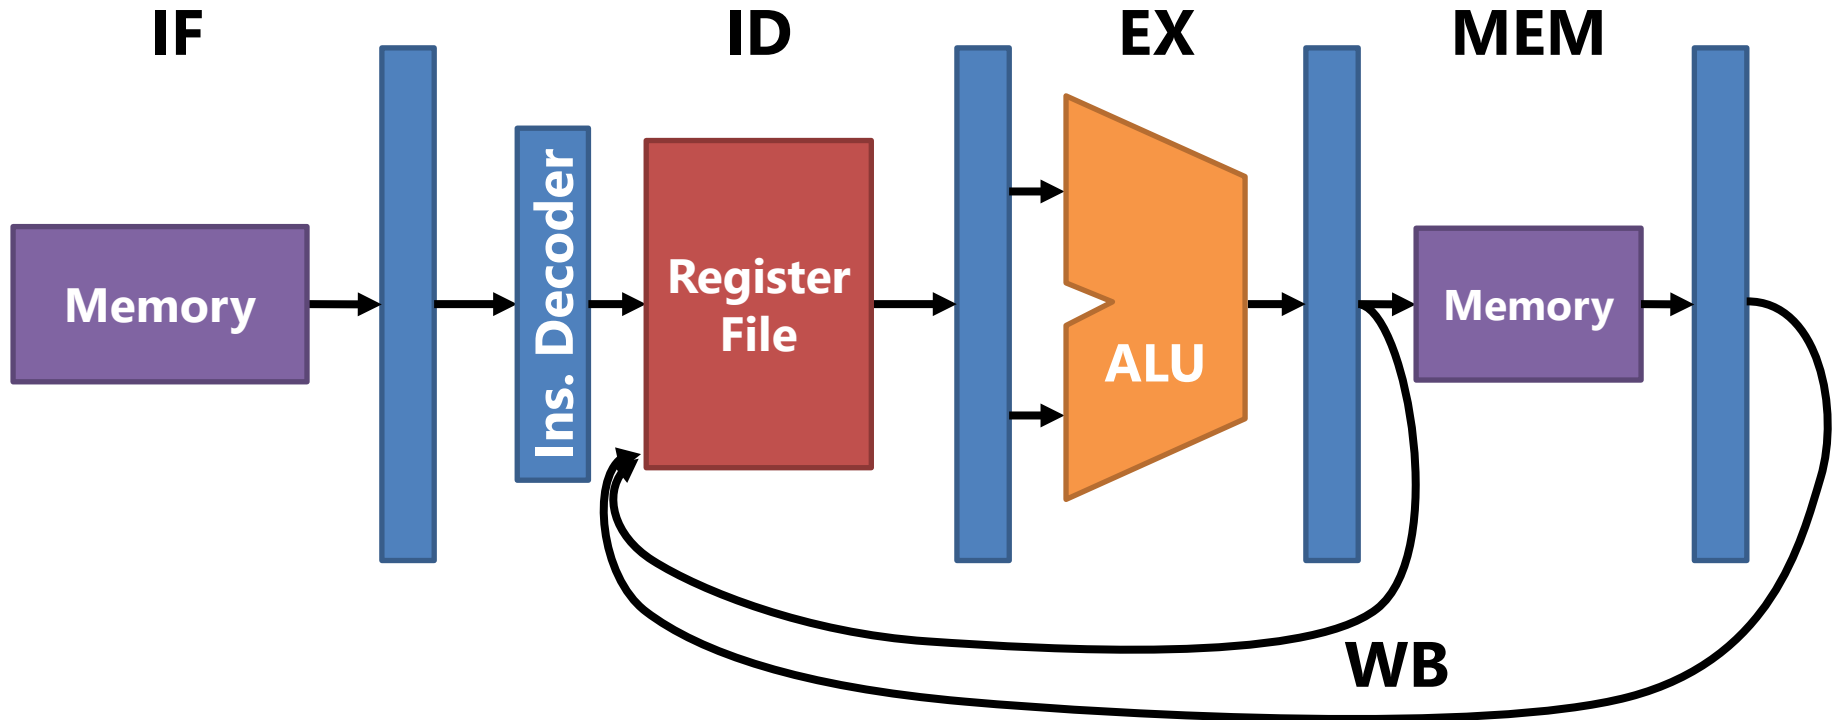 IF
ID
EX
MEM
Memory
Ins. Decoder
Register
File
ALU
Memory
WB